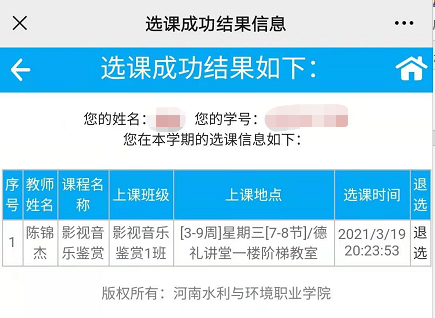 选课成功结果信息
选课成功结果如下：
您的姓名： 您的学号：
您在本学期的选课信息如下：
序号 教师姓名 课程名称 上课班级 上课地点 选课时间 退选
1 陈锦杰 影视音乐鉴赏 影视音乐鉴赏1班 [3-9周]星期三[7-8节]/德礼讲堂一楼阶梯教室 2021/3/19 20:23:53 退选
版权所有：河南水利与环境职业学院